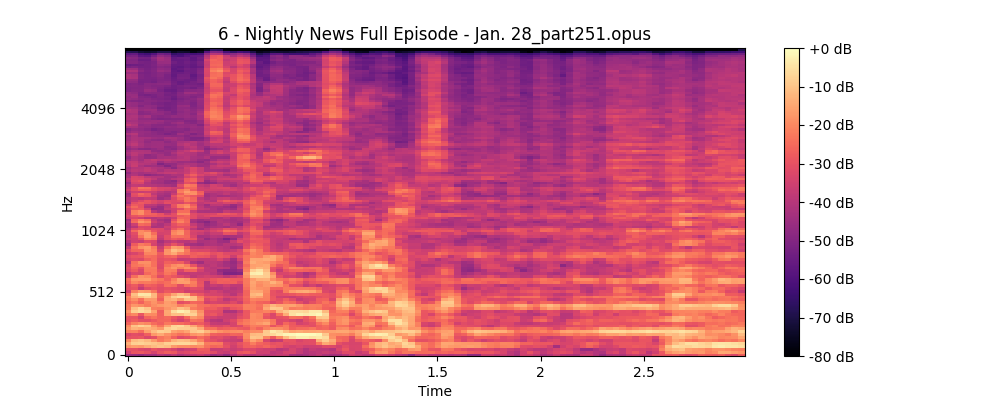 6 - Nightly News Full Episode - Jan. 28_part251.opus
Hz
4096
2048
1024
512
0
0 0.5 1 1.5 2 2.5
Time
+0 dB
-10 dB
-20 dB
-30 dB
-40 dB
-50 dB
-60 dB
-70 dB
-80 dB